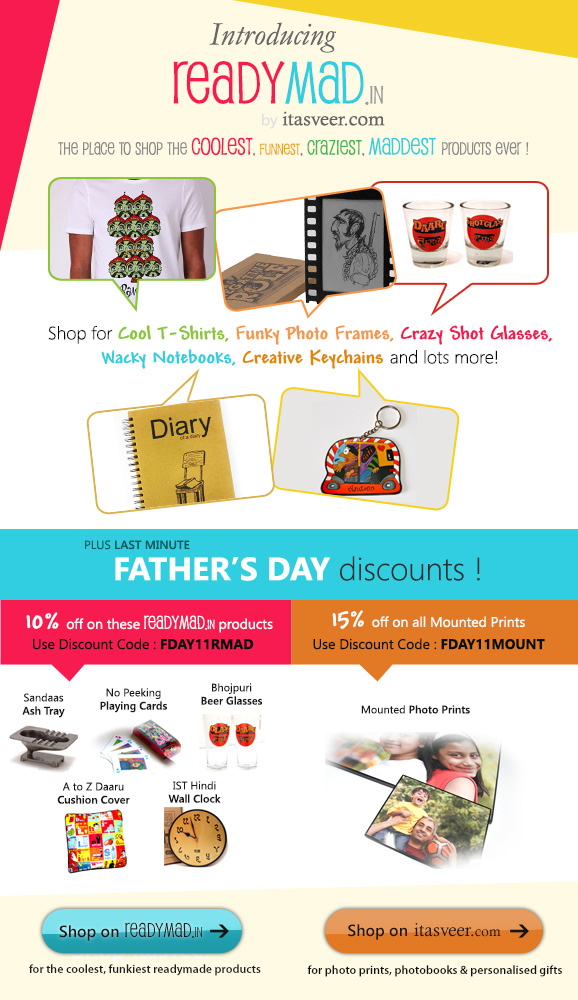 Introducing
readymad.in
by itasveer.com
THE PLACE TO SHOP THE COOLEST, FUNNEST, CRAZIEST, MADDEST PRODUCTS EVER !
DAARU
SHOT GLASS
Shop for Cool T-Shirts, Funky Photo Frames, Crazy Shot Glasses,
Wacky Notebooks, Creative Keychains and lots more!
Diary
of a diary
PLUS LAST MINUTE
FATHER'S DAY discounts !
10% off on these readymad.in products
Use Discount Code : FDAY11RMAD
15% off on all Mounted Prints
Use Discount Code : FDAY11MOUNT
Sandaas
Ash Tray
No Peeking
Playing Cards
Bhojpuri
Beer Glasses
A to Z Daaru
Cushion Cover
IST Hindi
Wall Clock
Mounted Photo Prints
Shop on readymad.in
for the coolest, funkiest readymade products
Shop on itasveer.com
for photo prints, photobooks & personalised gifts